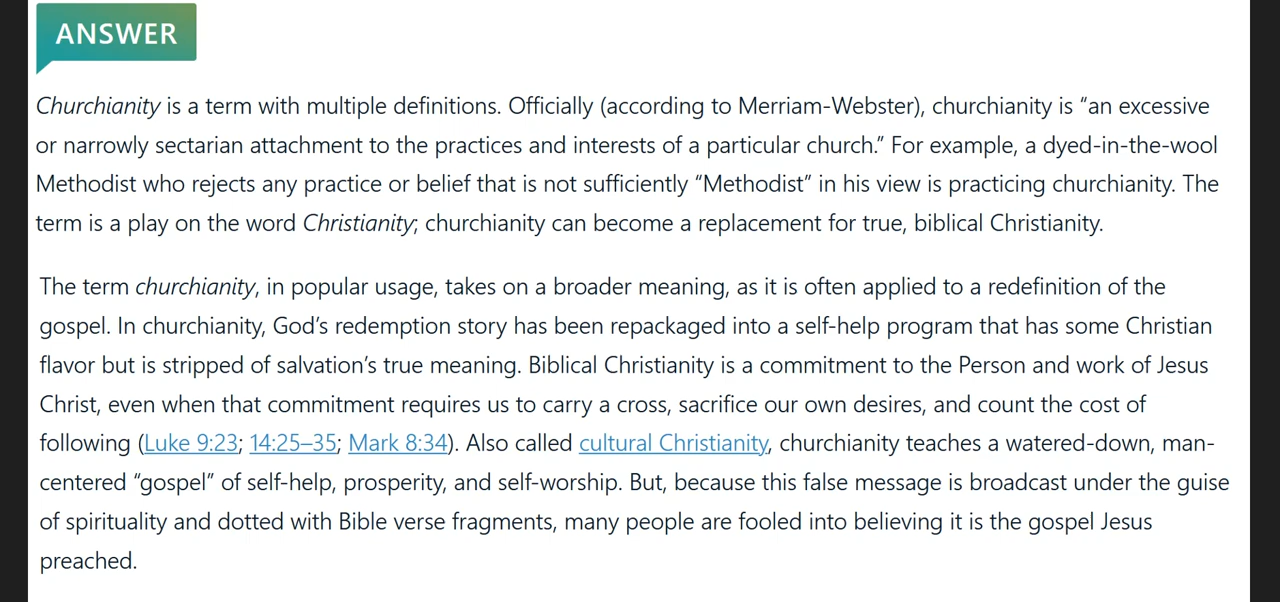 ANSWER
Churchianity is a term with multiple definitions. Officially (according to Merriam-Webster), churchianity is “an excessive
or narrowly sectarian attachment to the practices and interests of a particular church.” For example, a dyed-in-the-wool
Methodist who rejects any practice or belief that is not sufficiently “Methodist” in his view is practicing churchianity. The
term is a play on the word Christianity; churchianity can become a replacement for true, biblical Christianity.
The term churchianity, in popular usage, takes on a broader meaning, as it is often applied to a redefinition of the
gospel. In churchianity, God’s redemption story has been repackaged into a self-help program that has some Christian
flavor but is stripped of salvation’s true meaning. Biblical Christianity is a commitment to the Person and work of Jesus
Christ, even when that commitment requires us to carry a cross, sacrifice our own desires, and count the cost of
following (Luke 9:23; 14:25–35; Mark 8:34). Also called cultural Christianity, churchianity teaches a watered-down, man-
centered “gospel” of self-help, prosperity, and self-worship. But, because this false message is broadcast under the guise
of spirituality and dotted with Bible verse fragments, many people are fooled into believing it is the gospel Jesus
preached.